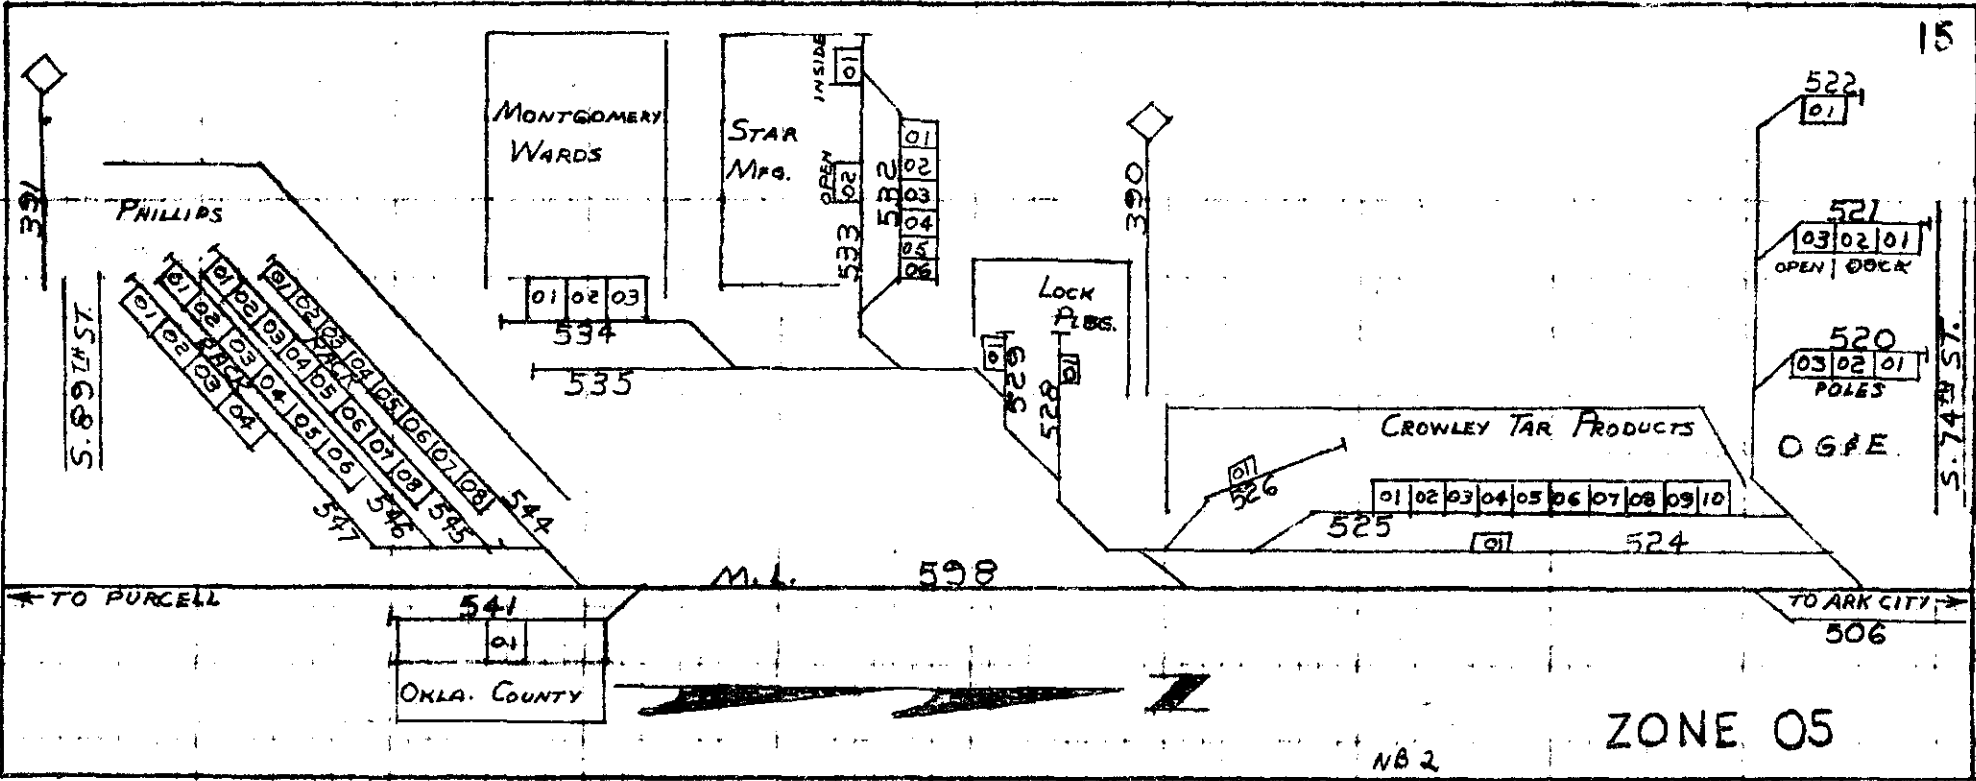 15
391
S. 89TH ST.
PHILLIPS
01 02 03 04
RACK
01 02 03 04 05 06
01 02 03 04 05 06 07 08
RACK
01 02 03 04 05 06 07 08
547
546
545
544
MONTGOMERY
WARDS
01 02 03
534
535
STAR
MFG.
INSIDE
01
OPEN
02
533
532
01
02
03
04
05
06
LOCK
PLBG.
01
529
528
01
390
CROWLEY TAR PRODUCTS
01
526
01 02 03 04 05 06 07 08 09 10
525
01
524
522
01
521
03 02 01
OPEN | DOCK
520
03 02 01
POLES
O G & E
S. 74TH ST.
M. L.
598
← TO PURCELL
TO ARK CITY →
506
541
01
OKLA. COUNTY
N
ZONE 05
NB 2